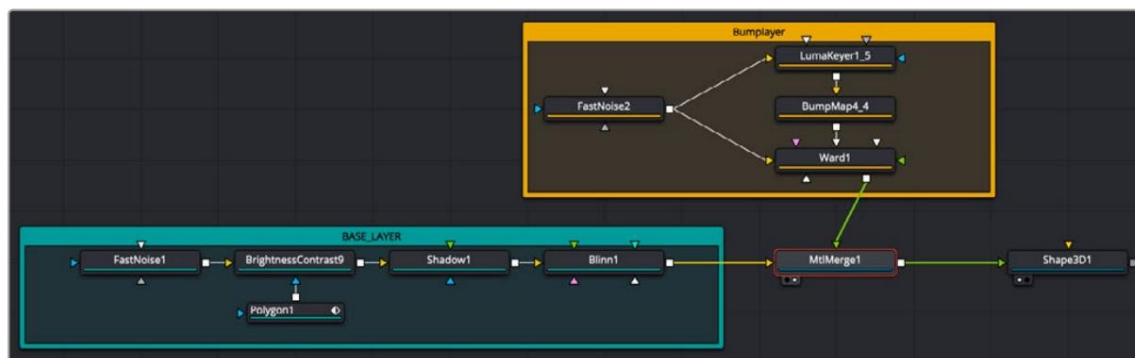 Bumplayer
LumaKeyer1_5
FastNoise2
BumpMap4_4
Ward1
BASE_LAYER
FastNoise1
BrightnessContrast9
Shadow1
Blinn1
MtlMerge1
Shape3D1
Polygon1